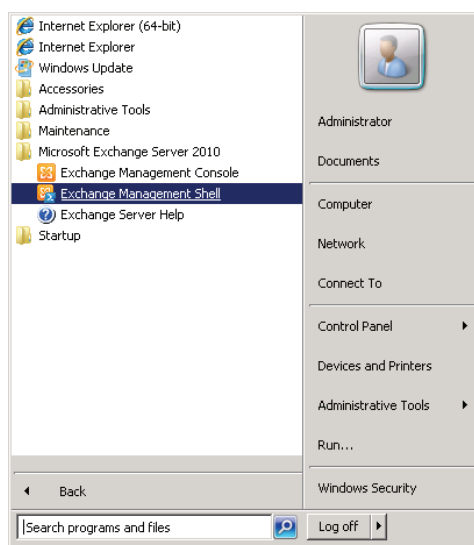 Internet Explorer (64-bit)
Internet Explorer
Windows Update
Accessories
Administrative Tools
Maintenance
Microsoft Exchange Server 2010
Exchange Management Console
Exchange Management Shell
Exchange Server Help
Startup
Back
Search programs and files
Administrator
Documents
Computer
Network
Connect To
Control Panel
Devices and Printers
Administrative Tools
Run...
Windows Security
Log off